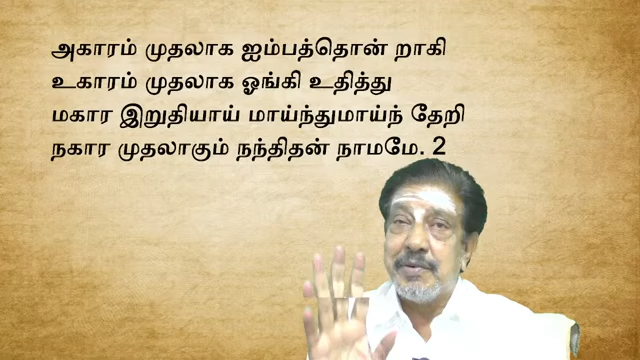 அகாரம் முதலாக ஐம்பத்தொன் றாகி
உகாரம் முதலாக ஓங்கி உதித்து
மகார இறுதியாய் மாய்ந்துமாய்ந் தேறி
நகார முதலாகும் நந்திதன் நாமமே. 2